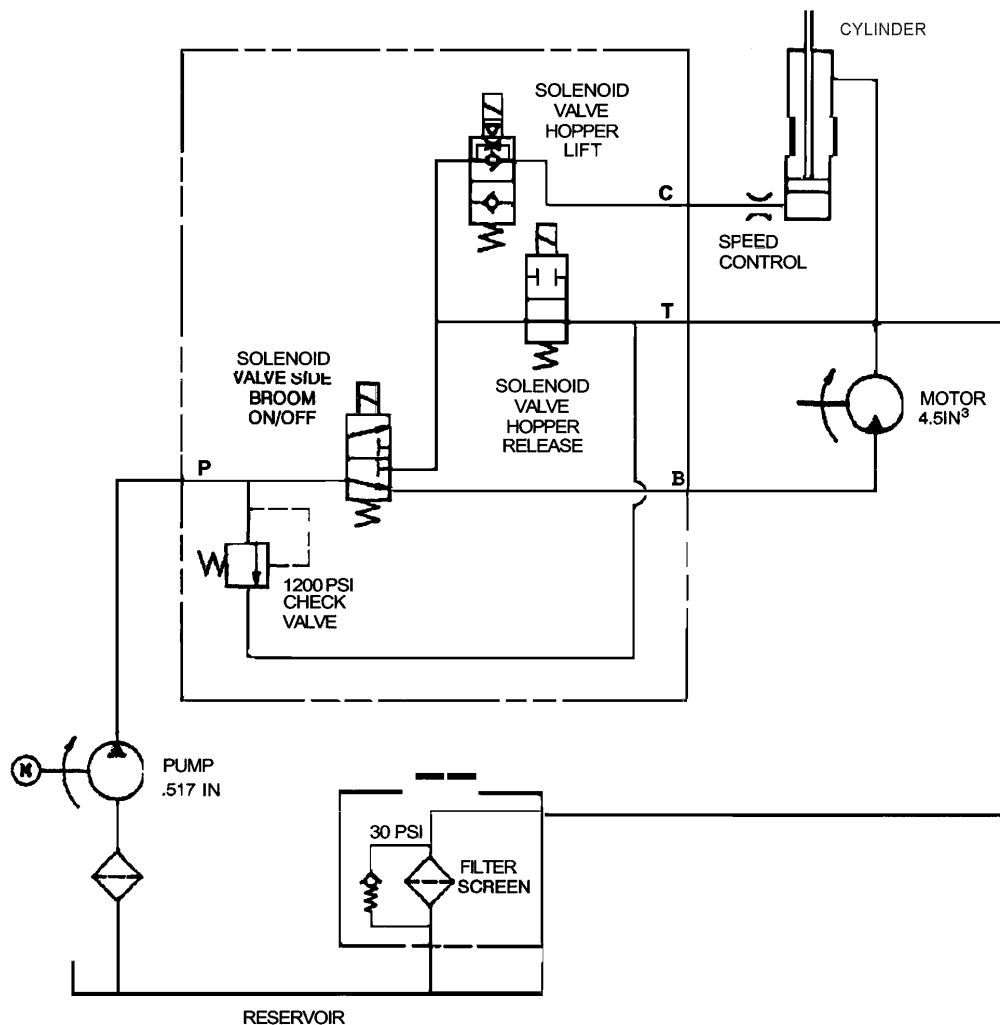 CYLINDER
SOLENOID
VALVE
HOPPER
LIFT
C
SPEED
CONTROL
T
SOLENOID
VALVE SIDE
BROOM
ON/OFF
SOLENOID
VALVE
HOPPER
RELEASE
MOTOR
4.5IN³
P
B
1200 PSI
CHECK
VALVE
M
PUMP
.517 IN
30 PSI
FILTER
SCREEN
RESERVOIR